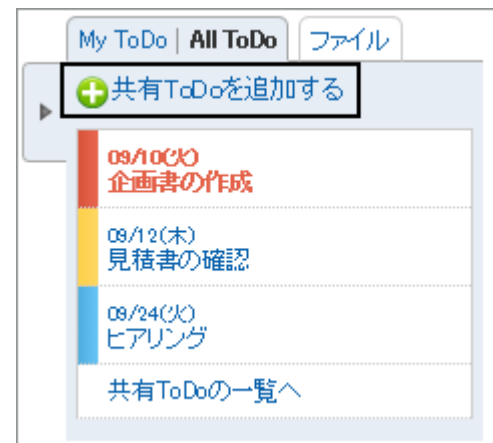 My ToDo | All ToDo ファイル
共有ToDoを追加する
09/10(火)
企画書の作成
09/12(木)
見積書の確認
09/24(火)
ヒアリング
共有ToDoの一覧へ